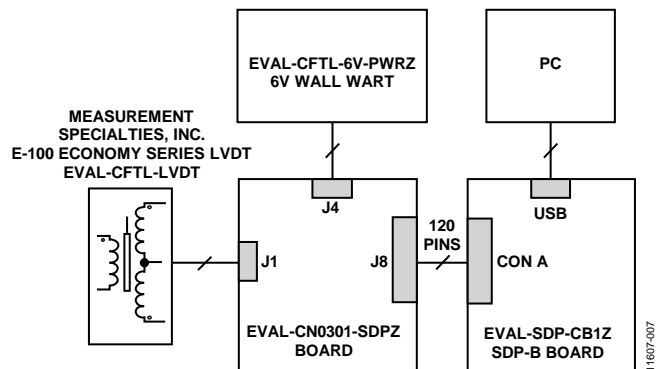 EVAL-CFTL-6V-PWRZ
6V WALL WART
PC
MEASUREMENT
SPECIALTIES, INC.
E-100 ECONOMY SERIES LVDT
EVAL-CFTL-LVDT
J4
USB
120
PINS
J1
J8
CON A
EVAL-CN0301-SDPZ
BOARD
EVAL-SDP-CB1Z
SDP-B BOARD
11607-007